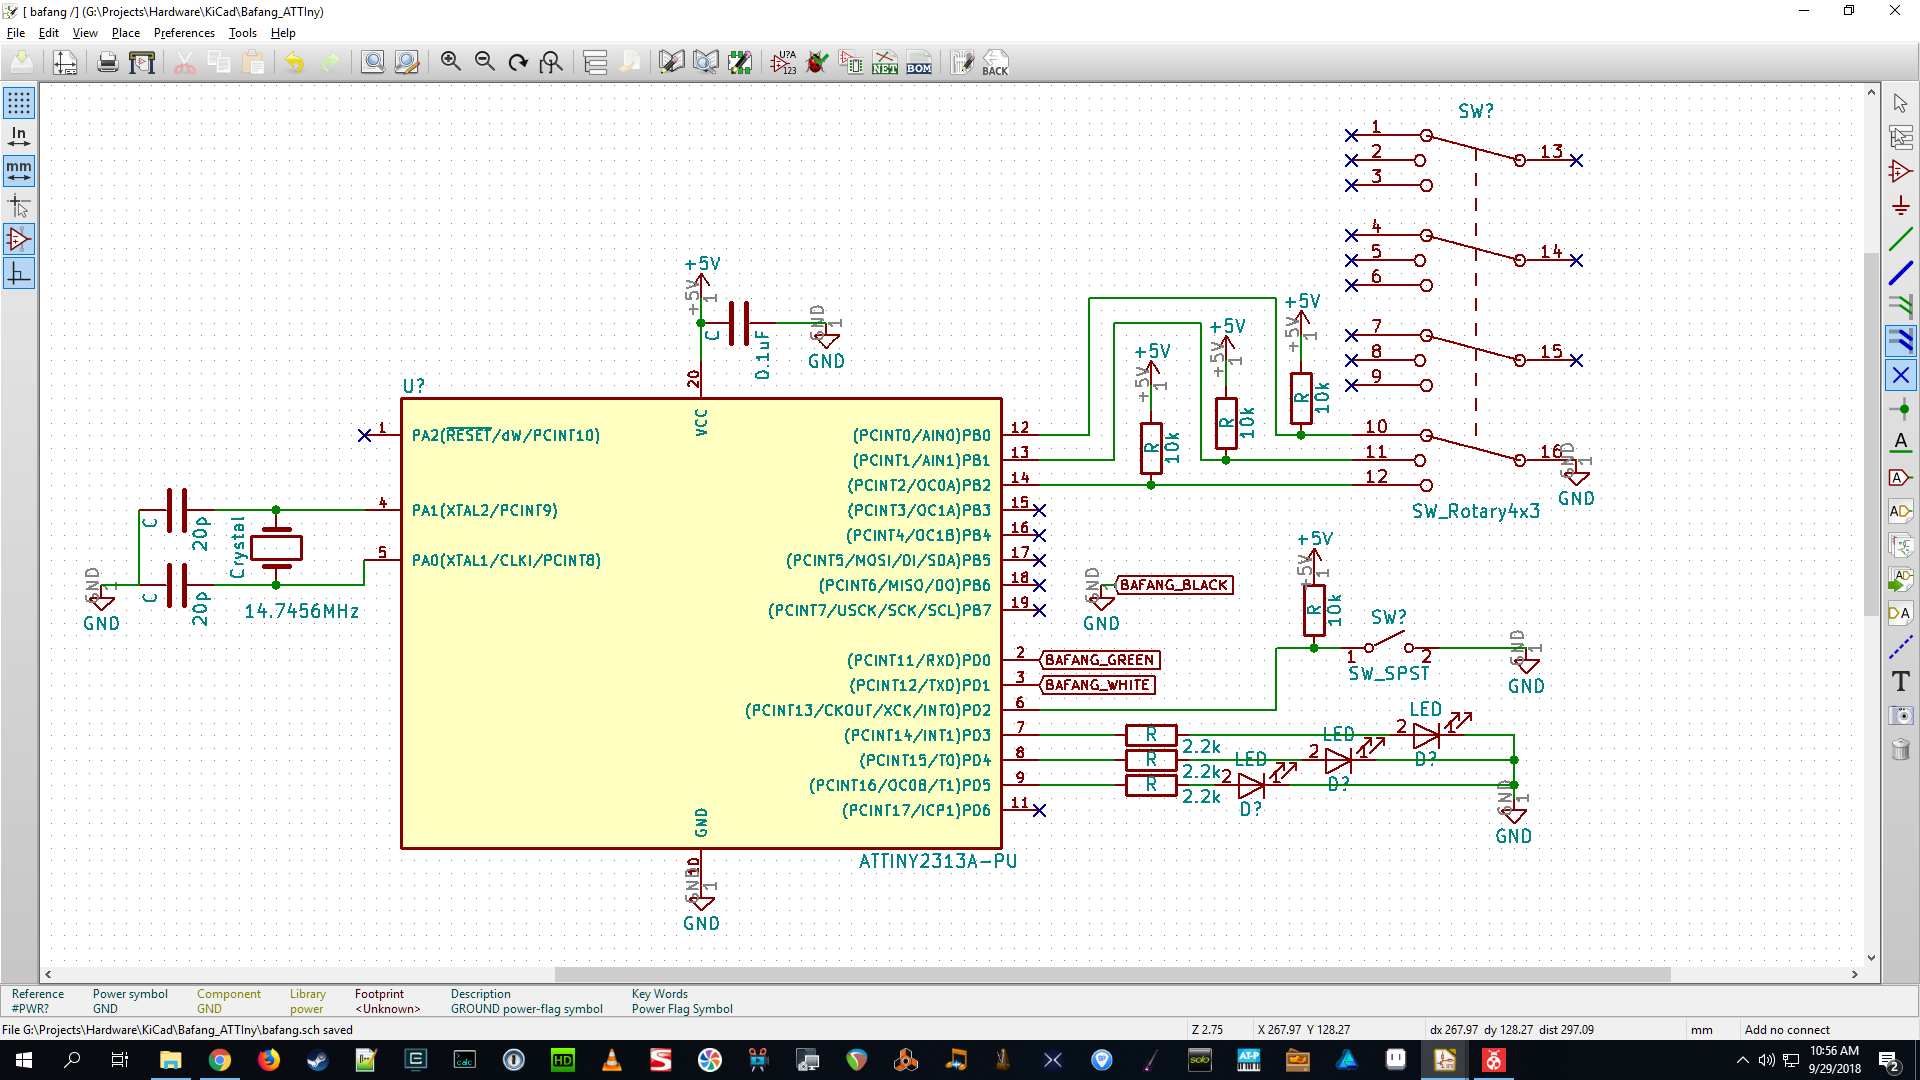 [ bafang /] (G:\Projects\Hardware\KiCad\Bafang_ATTIny)
File Edit View Place Preferences Tools Help
U?A
123
NET
BOM
BACK
In
mm
SW?
1
2
3
13
4
5
6
14
7
8
9
15
10
11
12
16
GND
1
GND
SW_Rotary4x3
+5V
+5V
1
C
0.1uF
GND
1
GND
20
+5V
+5V
1
R
10k
+5V
+5V
1
R
10k
+5V
+5V
1
R
10k
U?
VCC
1 PA2(RESET/dW/PCINT10)
4 PA1(XTAL2/PCINT9)
5 PA0(XTAL1/CLKI/PCINT8)
(PCINT0/AIN0)PB0 12
(PCINT1/AIN1)PB1 13
(PCINT2/OC0A)PB2 14
(PCINT3/OC1A)PB3 15
(PCINT4/OC1B)PB4 16
(PCINT5/MOSI/DI/SDA)PB5 17
(PCINT6/MISO/DO)PB6 18
(PCINT7/USCK/SCK/SCL)PB7 19
(PCINT11/RXD)PD0 2 BAFANG_GREEN
(PCINT12/TXD)PD1 3 BAFANG_WHITE
(PCINT13/CKOUT/XCK/INT0)PD2 6
(PCINT14/INT1)PD3 7
(PCINT15/T0)PD4 8
(PCINT16/OC0B/T1)PD5 9
(PCINT17/ICP1)PD6 11
GND
10
GND
1
GND
ATTINY2313A-PU
C
20p
C
20p
Crystal
14.7456MHz
GND
1
GND
GND
BAFANG_BLACK
GND
+5V
+5V
1
R
10k
SW?
1 2
SW_SPST
GND
1
GND
R 2.2k
R 2.2k
R 2.2k
LED
2 1
D?
LED
2 1
D?
LED
2
D?
GND
1
GND
A
A
AD
AD
DA
T
Reference Power symbol Component Library Footprint Description Key Words
#PWR? GND GND power <Unknown> GROUND power-flag symbol Power Flag Symbol
File G:\Projects\Hardware\KiCad\Bafang_ATTIny\bafang.sch saved
Z 2.75
X 267.97 Y 128.27
dx 267.97 dy 128.27 dist 297.09
mm
Add no connect
calc
HD
solo
AT-P
10:56 AM
9/29/2018
2